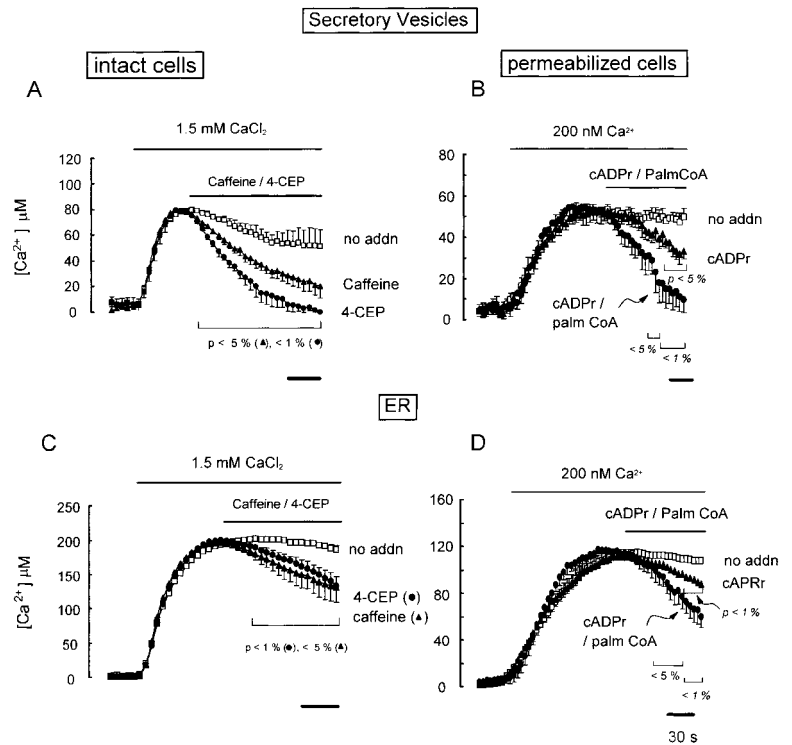 Secretory Vesicles
intact cells
permeabilized cells
A
1.5 mM CaCl₂
Caffeine / 4-CEP
120
100
80
60
40
20
0
[Ca²⁺] µM
no addn
Caffeine
4-CEP
p < 5 % (▲), < 1 % (●)
B
200 nM Ca²⁺
cADPr / PalmCoA
80
60
40
20
0
no addn
cADPr
p < 5 %
cADPr /
palm CoA
< 5 %
< 1 %
ER
C
1.5 mM CaCl₂
Caffeine / 4-CEP
250
200
150
100
50
0
[Ca²⁺] µM
no addn
4-CEP (●)
caffeine (▲)
p < 1 % (●), < 5 % (▲)
D
200 nM Ca²⁺
cADPr / Palm CoA
160
120
80
40
0
no addn
cAPRr
p < 1 %
cADPr
/ palm CoA
< 5 %
< 1 %
30 s